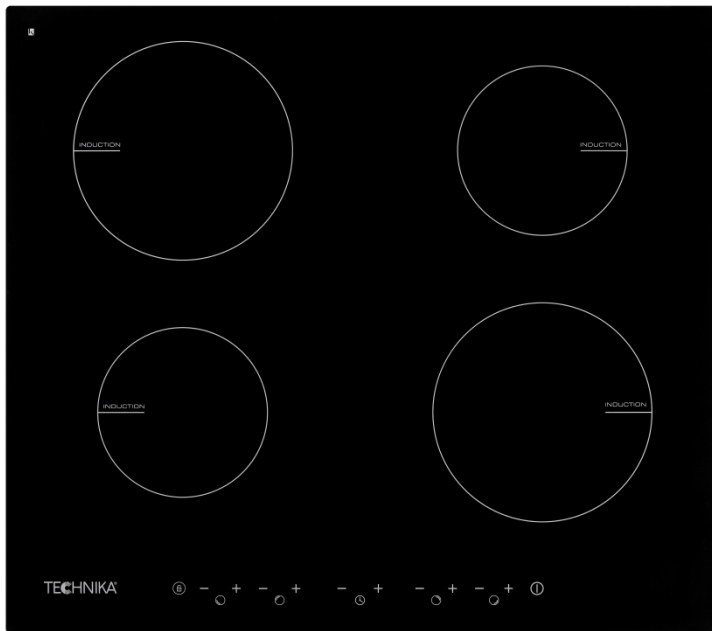 INDUCTION
INDUCTION
INDUCTION
INDUCTION
TECHNIKA®
− + − + − + − + − +